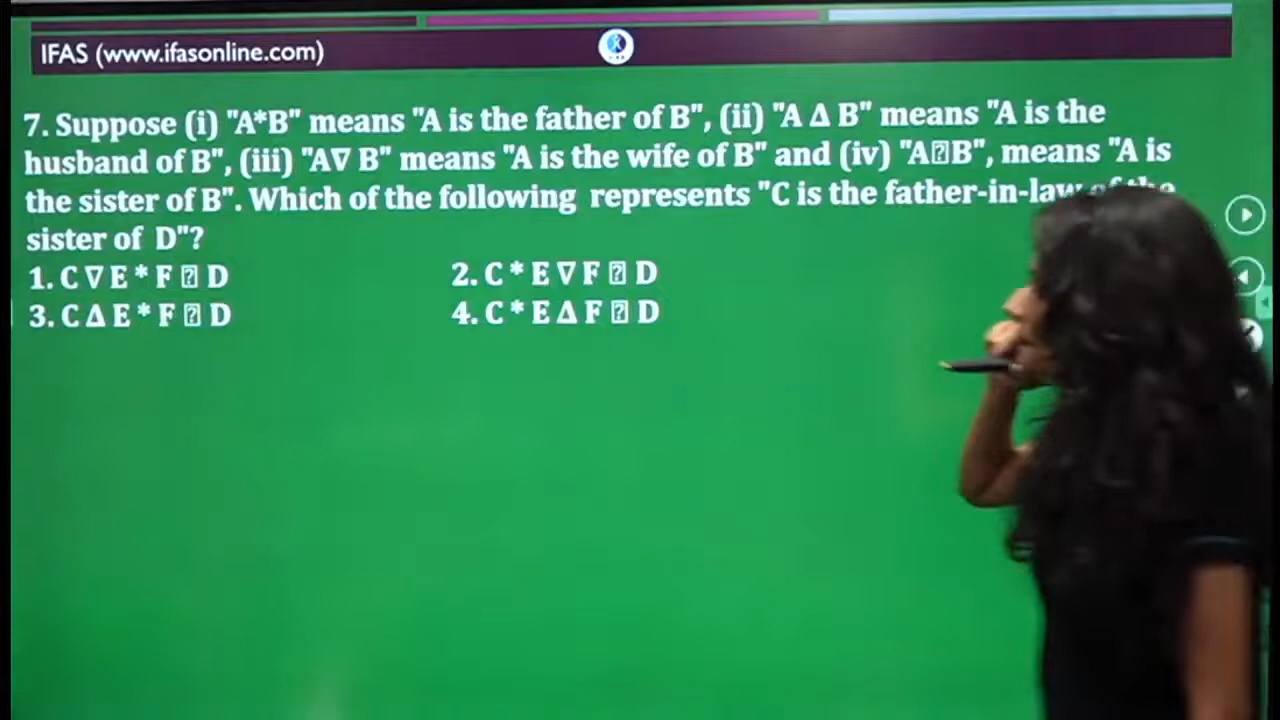 IFAS (www.ifasonline.com)
7. Suppose (i) "A*B" means "A is the father of B", (ii) "A Δ B" means "A is the
husband of B", (iii) "A∇ B" means "A is the wife of B" and (iv) "A⍰B", means "A is
the sister of B". Which of the following represents "C is the father-in-law of the
sister of D"?
1. C ∇ E * F ⍰ D 2. C * E ∇ F ⍰ D
3. C Δ E * F ⍰ D 4. C * E Δ F ⍰ D